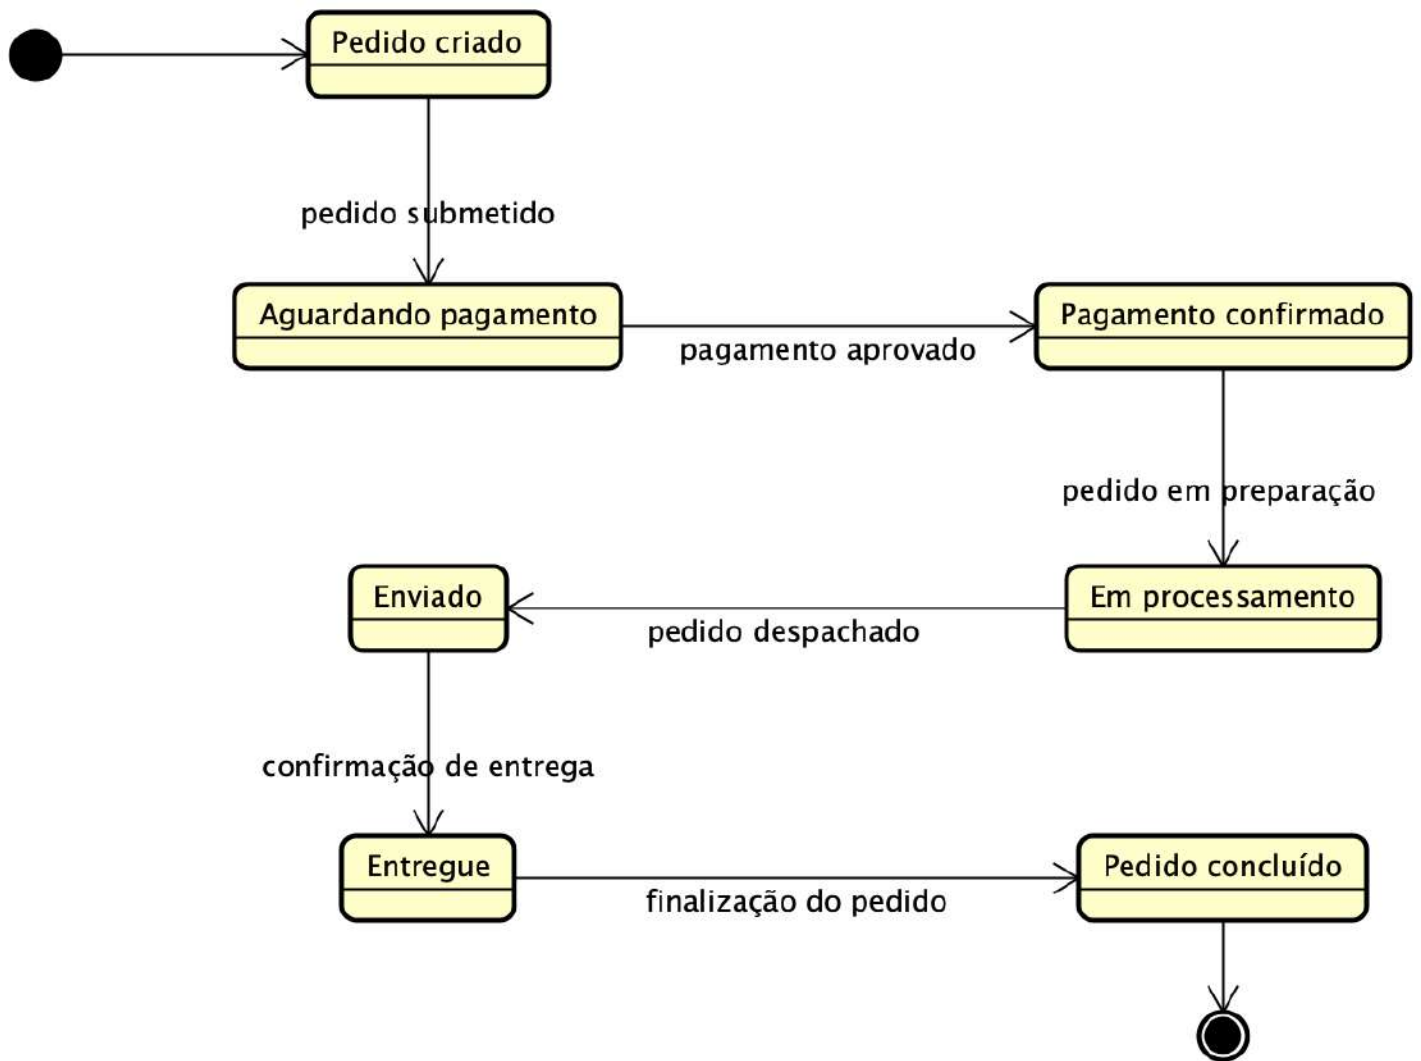 Pedido criado
pedido submetido
Aguardando pagamento
pagamento aprovado
Pagamento confirmado
pedido em preparação
Em processamento
pedido despachado
Enviado
confirmação de entrega
Entregue
finalização do pedido
Pedido concluído